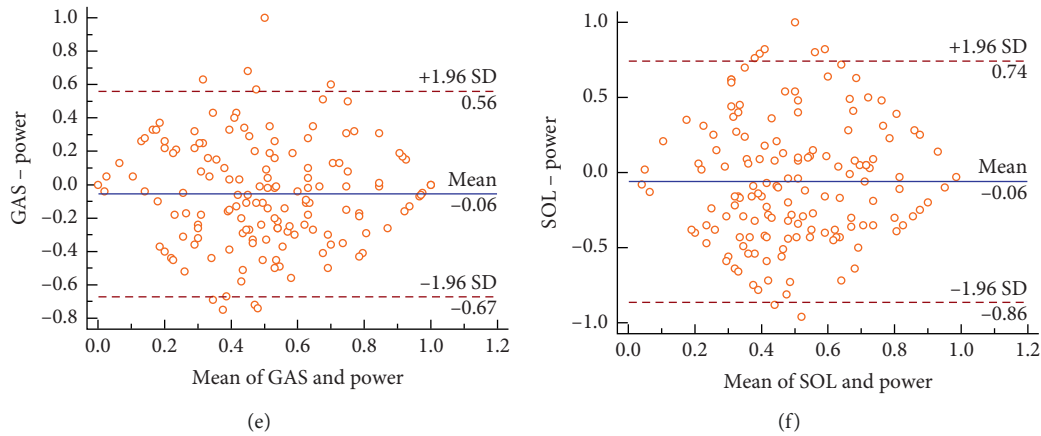 GAS – power
1.0
0.8
0.6
0.4
0.2
0.0
−0.2
−0.4
−0.6
−0.8
+1.96 SD
0.56
Mean
−0.06
−1.96 SD
−0.67
0.0 0.2 0.4 0.6 0.8 1.0 1.2
Mean of GAS and power
(e)
SOL – power
1.0
0.5
0.0
−0.5
−1.0
+1.96 SD
0.74
Mean
−0.06
−1.96 SD
−0.86
0.0 0.2 0.4 0.6 0.8 1.0 1.2
Mean of SOL and power
(f)